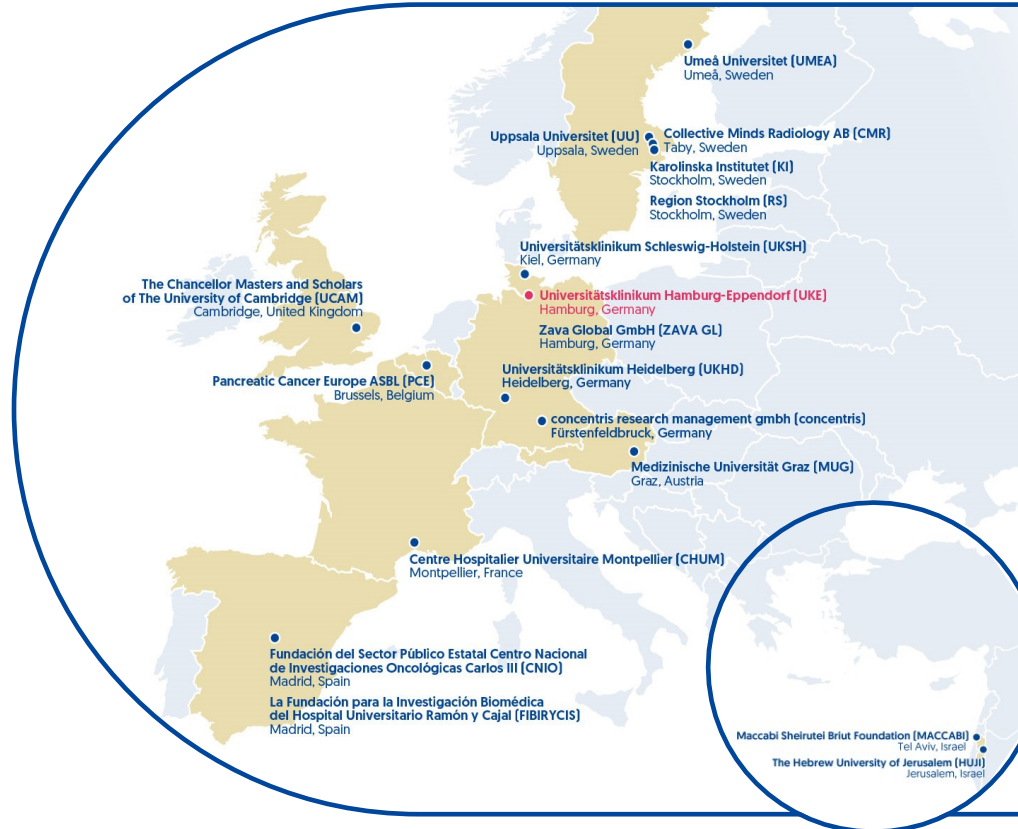 Umeå Universitet (UMEA)
Umeå, Sweden
Uppsala Universitet (UU)
Uppsala, Sweden
Collective Minds Radiology AB (CMR)
Taby, Sweden
Karolinska Institutet (KI)
Stockholm, Sweden
Region Stockholm (RS)
Stockholm, Sweden
Universitätsklinikum Schleswig-Holstein (UKSH)
Kiel, Germany
The Chancellor Masters and Scholars
of The University of Cambridge (UCAM)
Cambridge, United Kingdom
Universitätsklinikum Hamburg-Eppendorf (UKE)
Hamburg, Germany
Zava Global GmbH (ZAVA GL)
Hamburg, Germany
Pancreatic Cancer Europe ASBL (PCE)
Brussels, Belgium
Universitätsklinikum Heidelberg (UKHD)
Heidelberg, Germany
concentris research management gmbh (concentris)
Fürstenfeldbruck, Germany
Medizinische Universität Graz (MUG)
Graz, Austria
Centre Hospitalier Universitaire Montpellier (CHUM)
Montpellier, France
Fundación del Sector Público Estatal Centro Nacional
de Investigaciones Oncológicas Carlos III (CNIO)
Madrid, Spain
La Fundación para la Investigación Biomédica
del Hospital Universitario Ramón y Cajal (FIBIRYCIS)
Madrid, Spain
Maccabi Sheirutei Briut Foundation (MACCABI)
Tel Aviv, Israel
The Hebrew University of Jerusalem (HUJI)
Jerusalem, Israel